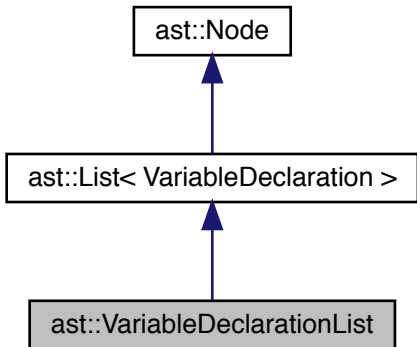 ast::Node
ast::List< VariableDeclaration >
ast::VariableDeclarationList